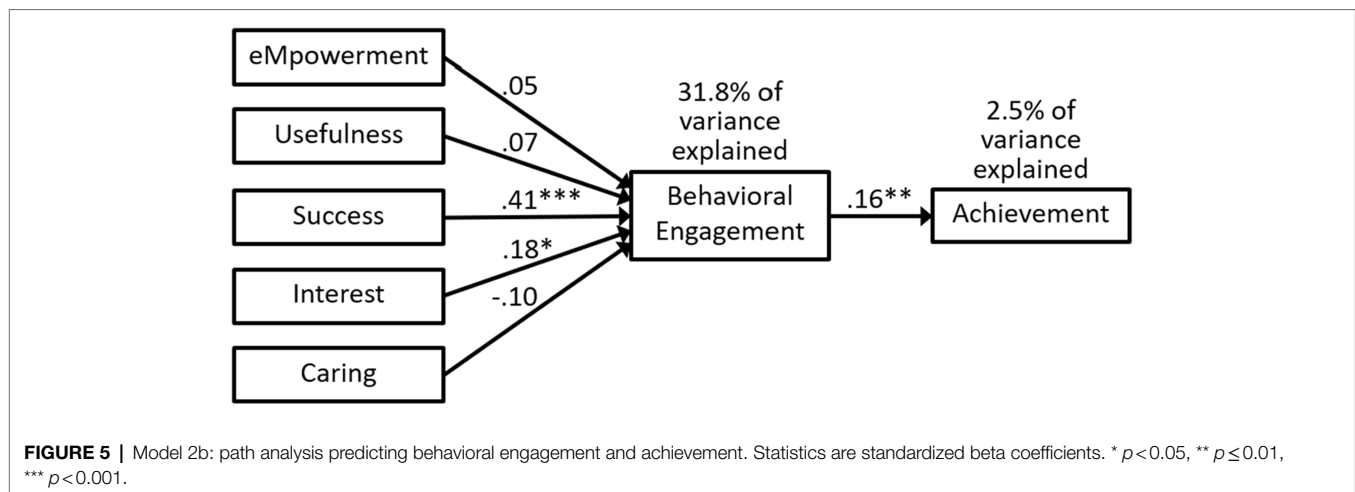 eMpowerment
.05
31.8% of
variance
explained
2.5% of
variance
explained
Usefulness
.07
Success
.41***
Behavioral
Engagement
.16**
Achievement
Interest
.18*
-.10
Caring
FIGURE 5 | Model 2b: path analysis predicting behavioral engagement and achievement. Statistics are standardized beta coefficients. * p<0.05, ** p≤0.01,
*** p<0.001.